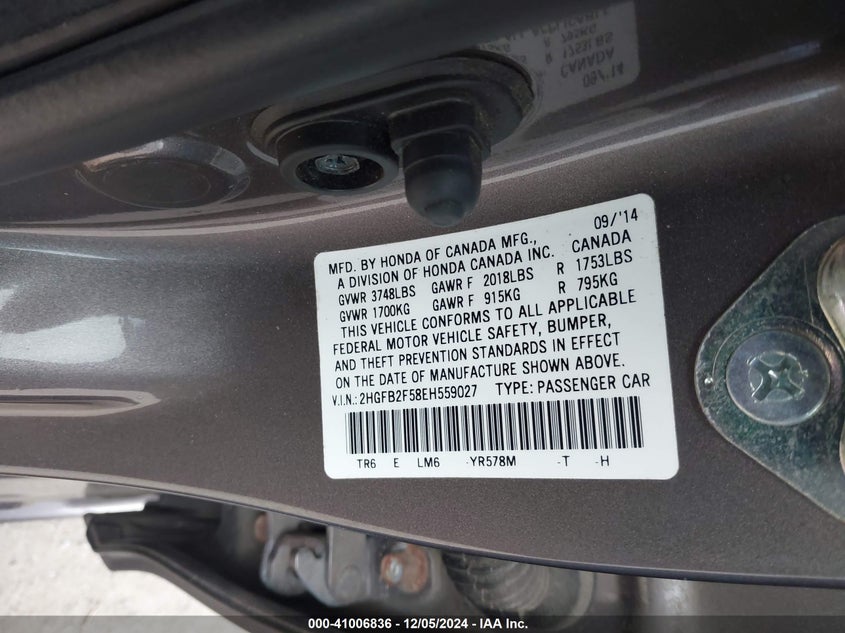 09/'14
MFD. BY HONDA OF CANADA MFG.,
A DIVISION OF HONDA CANADA INC. CANADA
GVWR 3748LBS GAWR F 2018LBS R 1753LBS
GVWR 1700KG GAWR F 915KG R 795KG
THIS VEHICLE CONFORMS TO ALL APPLICABLE
FEDERAL MOTOR VEHICLE SAFETY, BUMPER,
AND THEFT PREVENTION STANDARDS IN EFFECT
ON THE DATE OF MANUFACTURE SHOWN ABOVE.
V.I.N.: 2HGFB2F58EH559027 TYPE: PASSENGER CAR
TR6 E LM6 -YR578M -T -H
000-41006836 - 12/05/2024 - IAA Inc.